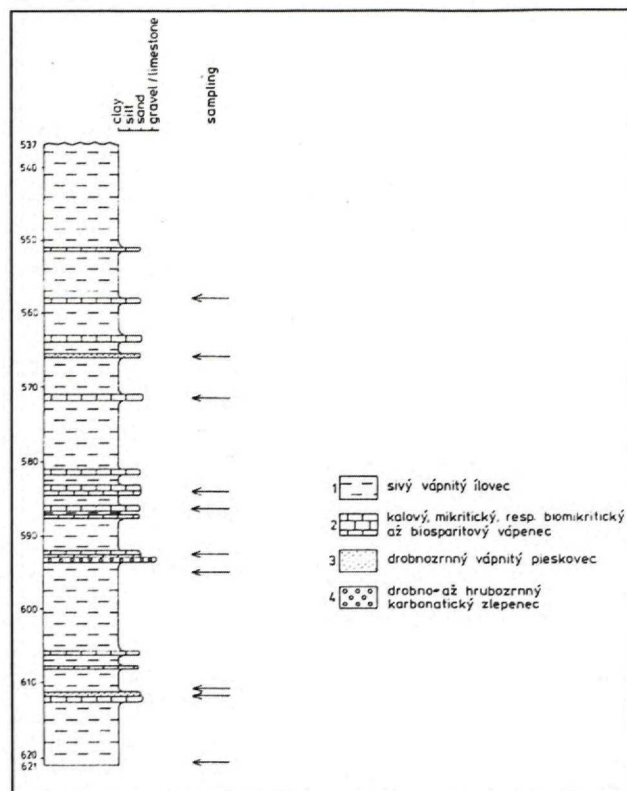 clay
silt
sand
gravel/limestone
sampling
537
540
550
560
570
580
590
600
610
620
621
1 sivý vápnitý ílovec
2 kalový, mikritický, resp. biomikritický
až biosparitový vápenec
3 drobnozrnný vápnitý pieskovec
4 drobno-až hrubozrnný
karbonatický zlepenec